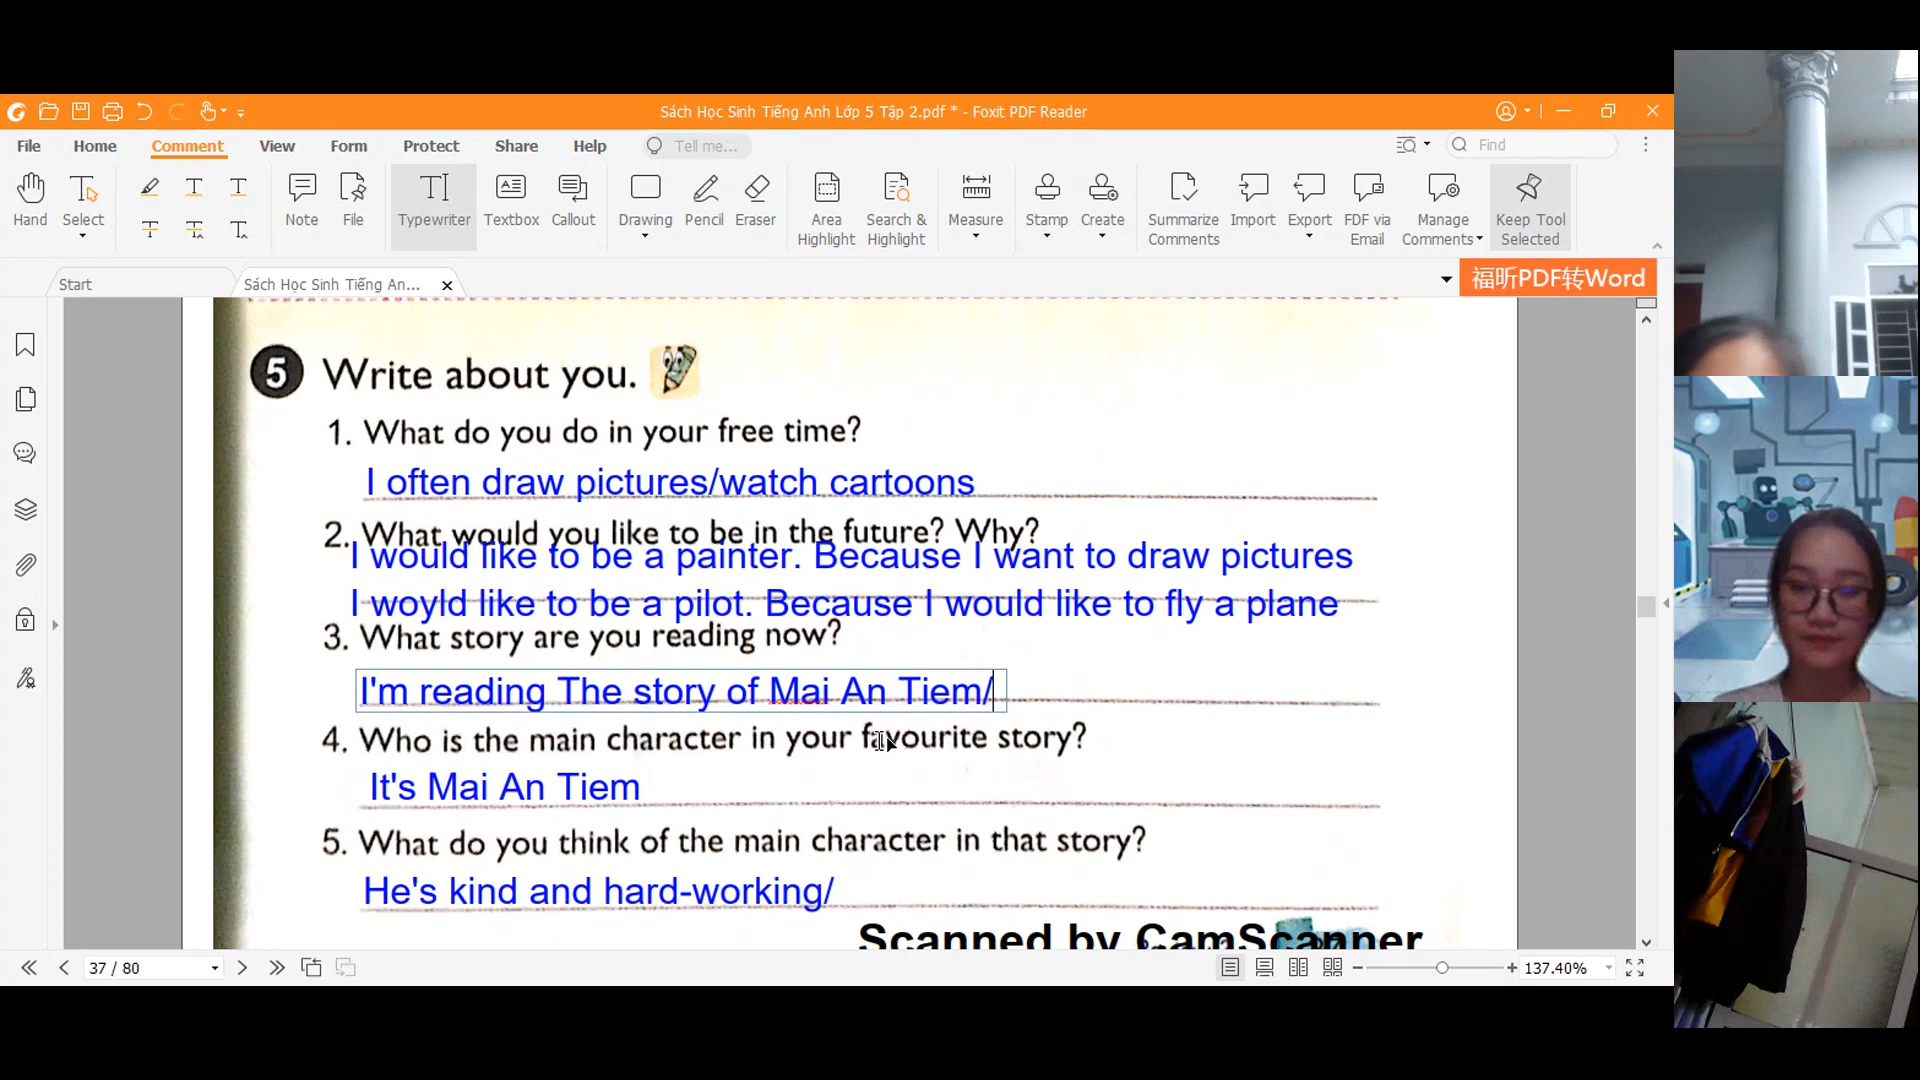 Sách Học Sinh Tiếng Anh Lớp 5 Tập 2.pdf * - Foxit PDF Reader
File Home Comment View Form Protect Share Help Tell me... Find
Hand Select Note File Typewriter Textbox Callout Drawing Pencil Eraser Area Highlight Search & Highlight Measure Stamp Create Summarize Comments Import Export FDF via Email Manage Comments Keep Tool Selected
Start Sách Học Sinh Tiếng An... 福昕PDF转Word
5 Write about you.
1. What do you do in your free time?
I often draw pictures/watch cartoons
2. What would you like to be in the future? Why?
I would like to be a painter. Because I want to draw pictures
I woyld like to be a pilot. Because I would like to fly a plane
3. What story are you reading now?
I'm reading The story of Mai An Tiem/
4. Who is the main character in your favourite story?
It's Mai An Tiem
5. What do you think of the main character in that story?
He's kind and hard-working/
Scanned by CamScanner
37 / 80 137.40%